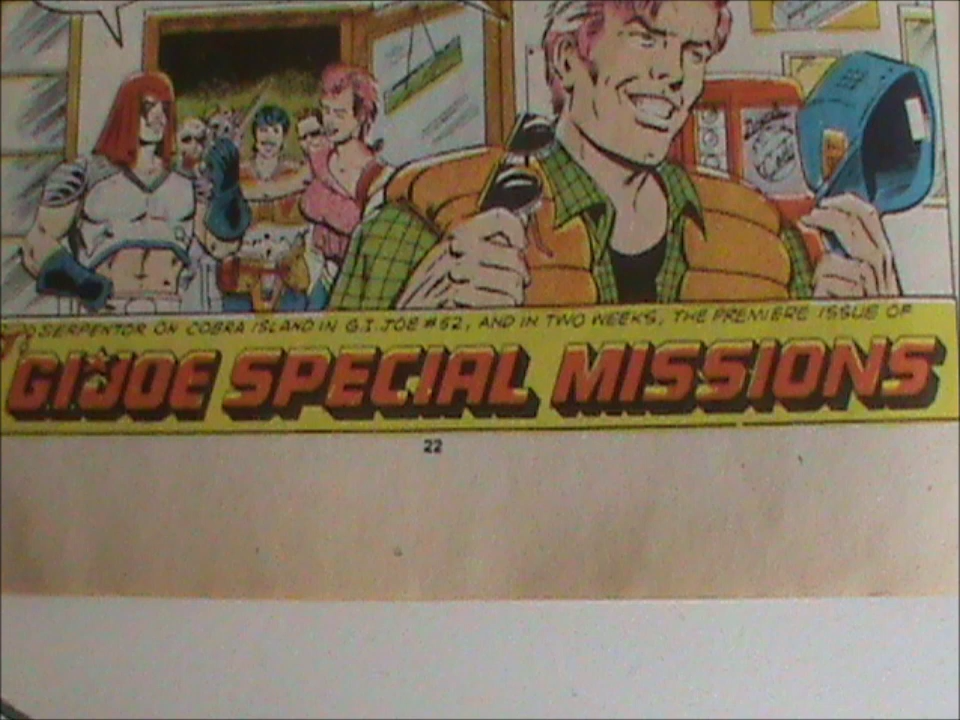 SERPENTOR ON COBRA ISLAND IN G.I. JOE #52, AND IN TWO WEEKS, THE PREMIERE ISSUE OF
G.I. JOE SPECIAL MISSIONS
22